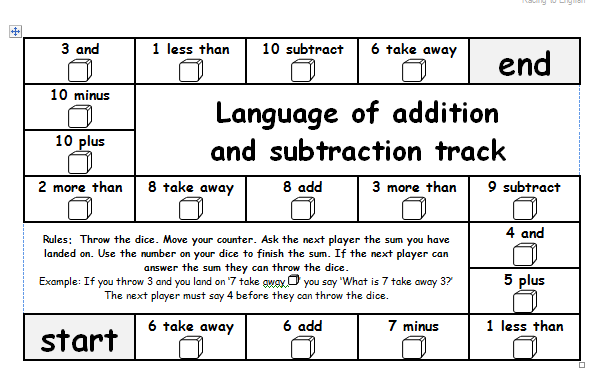 Racing to English
3 and
1 less than
10 subtract
6 take away
end
10 minus
Language of addition
and subtraction track
10 plus
2 more than
8 take away
8 add
3 more than
9 subtract
Rules; Throw the dice. Move your counter. Ask the next player the sum you have
landed on. Use the number on your dice to finish the sum. If the next player can
answer the sum they can throw the dice.
Example: If you throw 3 and you land on '7 take away you say 'What is 7 take away 3?'
The next player must say 4 before they can throw the dice.
4 and
5 plus
start
6 take away
6 add
7 minus
1 less than